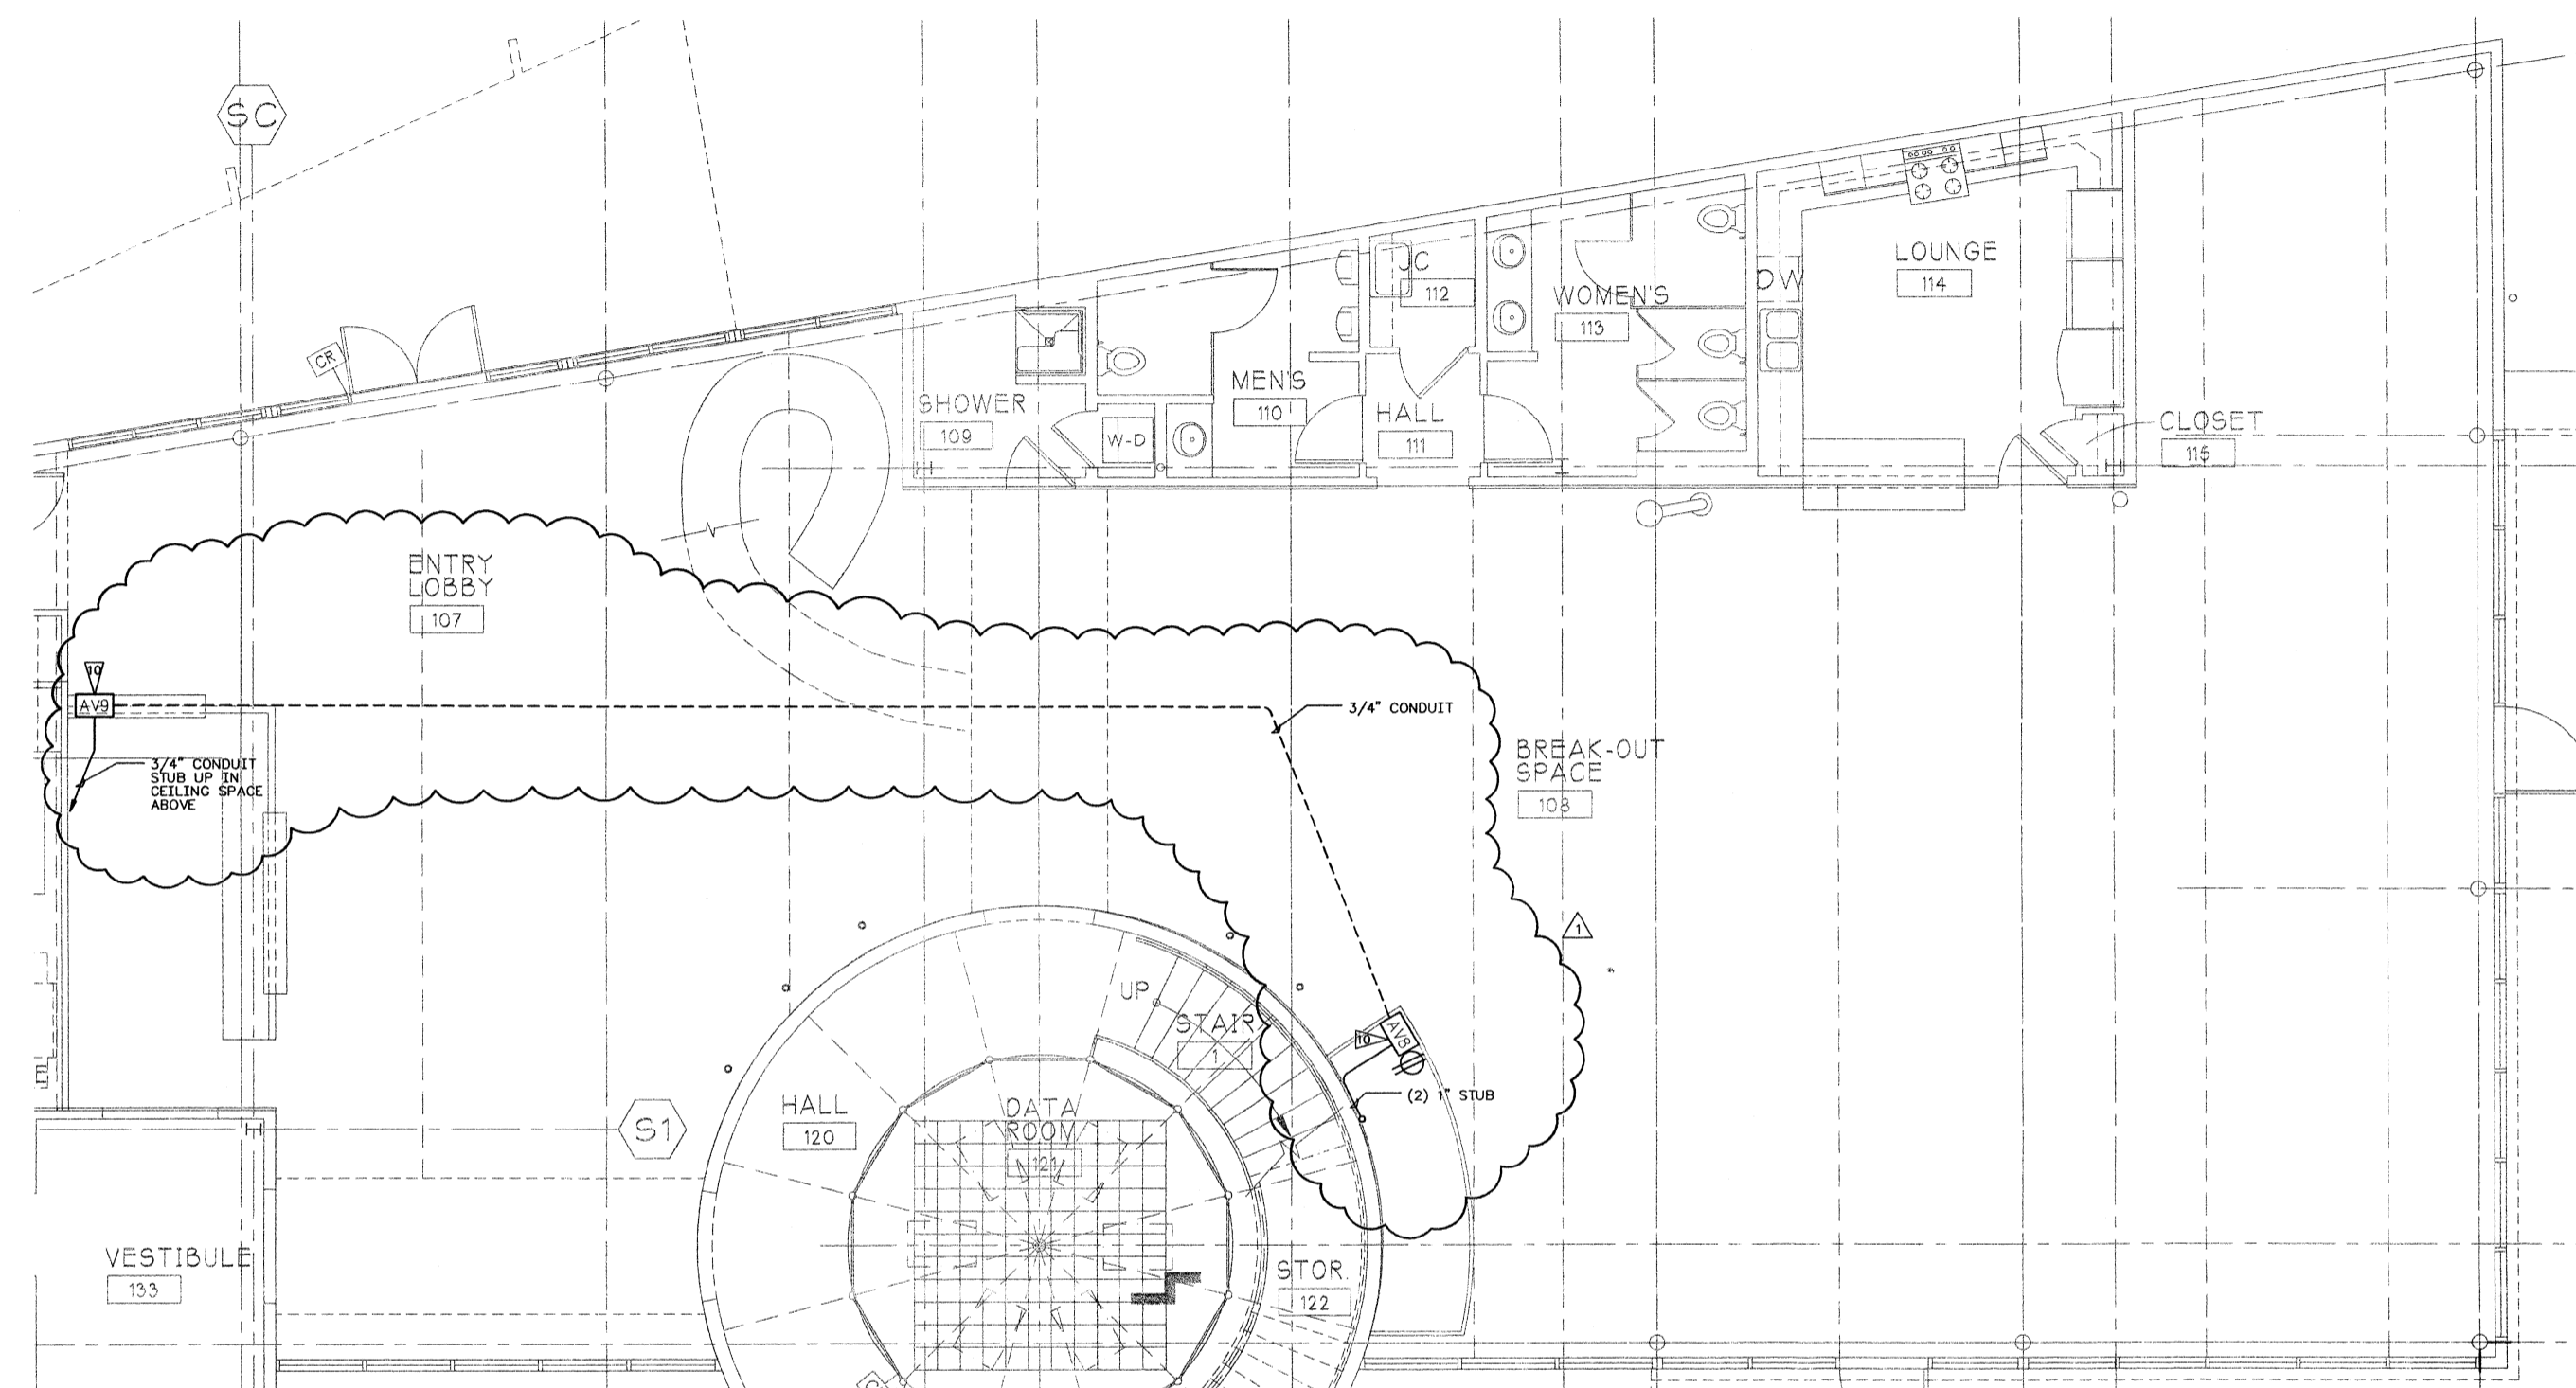 SC
CR
SHOWER
109
W-D
MEN'S
110
JC
112
HALL
111
WOMEN'S
113
DW
LOUNGE
114
CLOSET
115
ENTRY
LOBBY
107
10
AV9
3/4" CONDUIT
STUB UP IN
CEILING SPACE
ABOVE
3/4" CONDUIT
BREAK-OUT
SPACE
108
1
UP
STAIR
1
10
AV8
(2) 1" STUB
HALL
120
DATA
ROOM
121
S1
VESTIBULE
133
STOR.
122